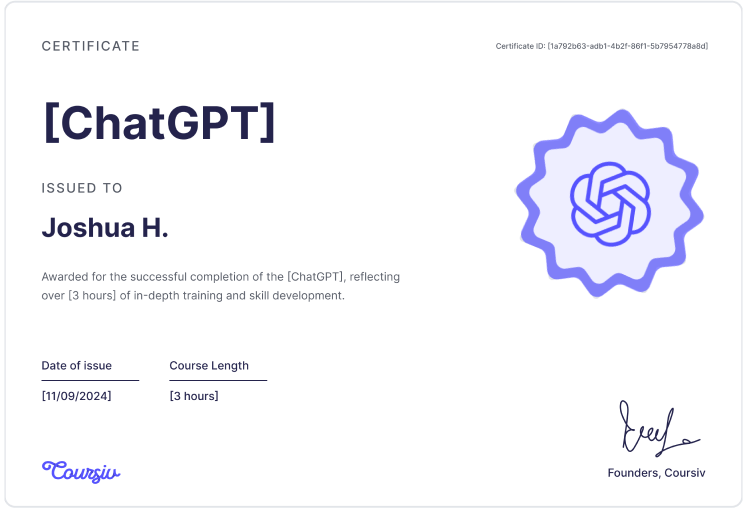 CERTIFICATE
Certificate ID: [1a792b63-adb1-4b2f-86f1-5b7954778a8d]
[ChatGPT]
ISSUED TO
Joshua H.
Awarded for the successful completion of the [ChatGPT], reflecting
over [3 hours] of in-depth training and skill development.
Date of issue
Course Length
[11/09/2024]
[3 hours]
Coursiv
Founders, Coursiv